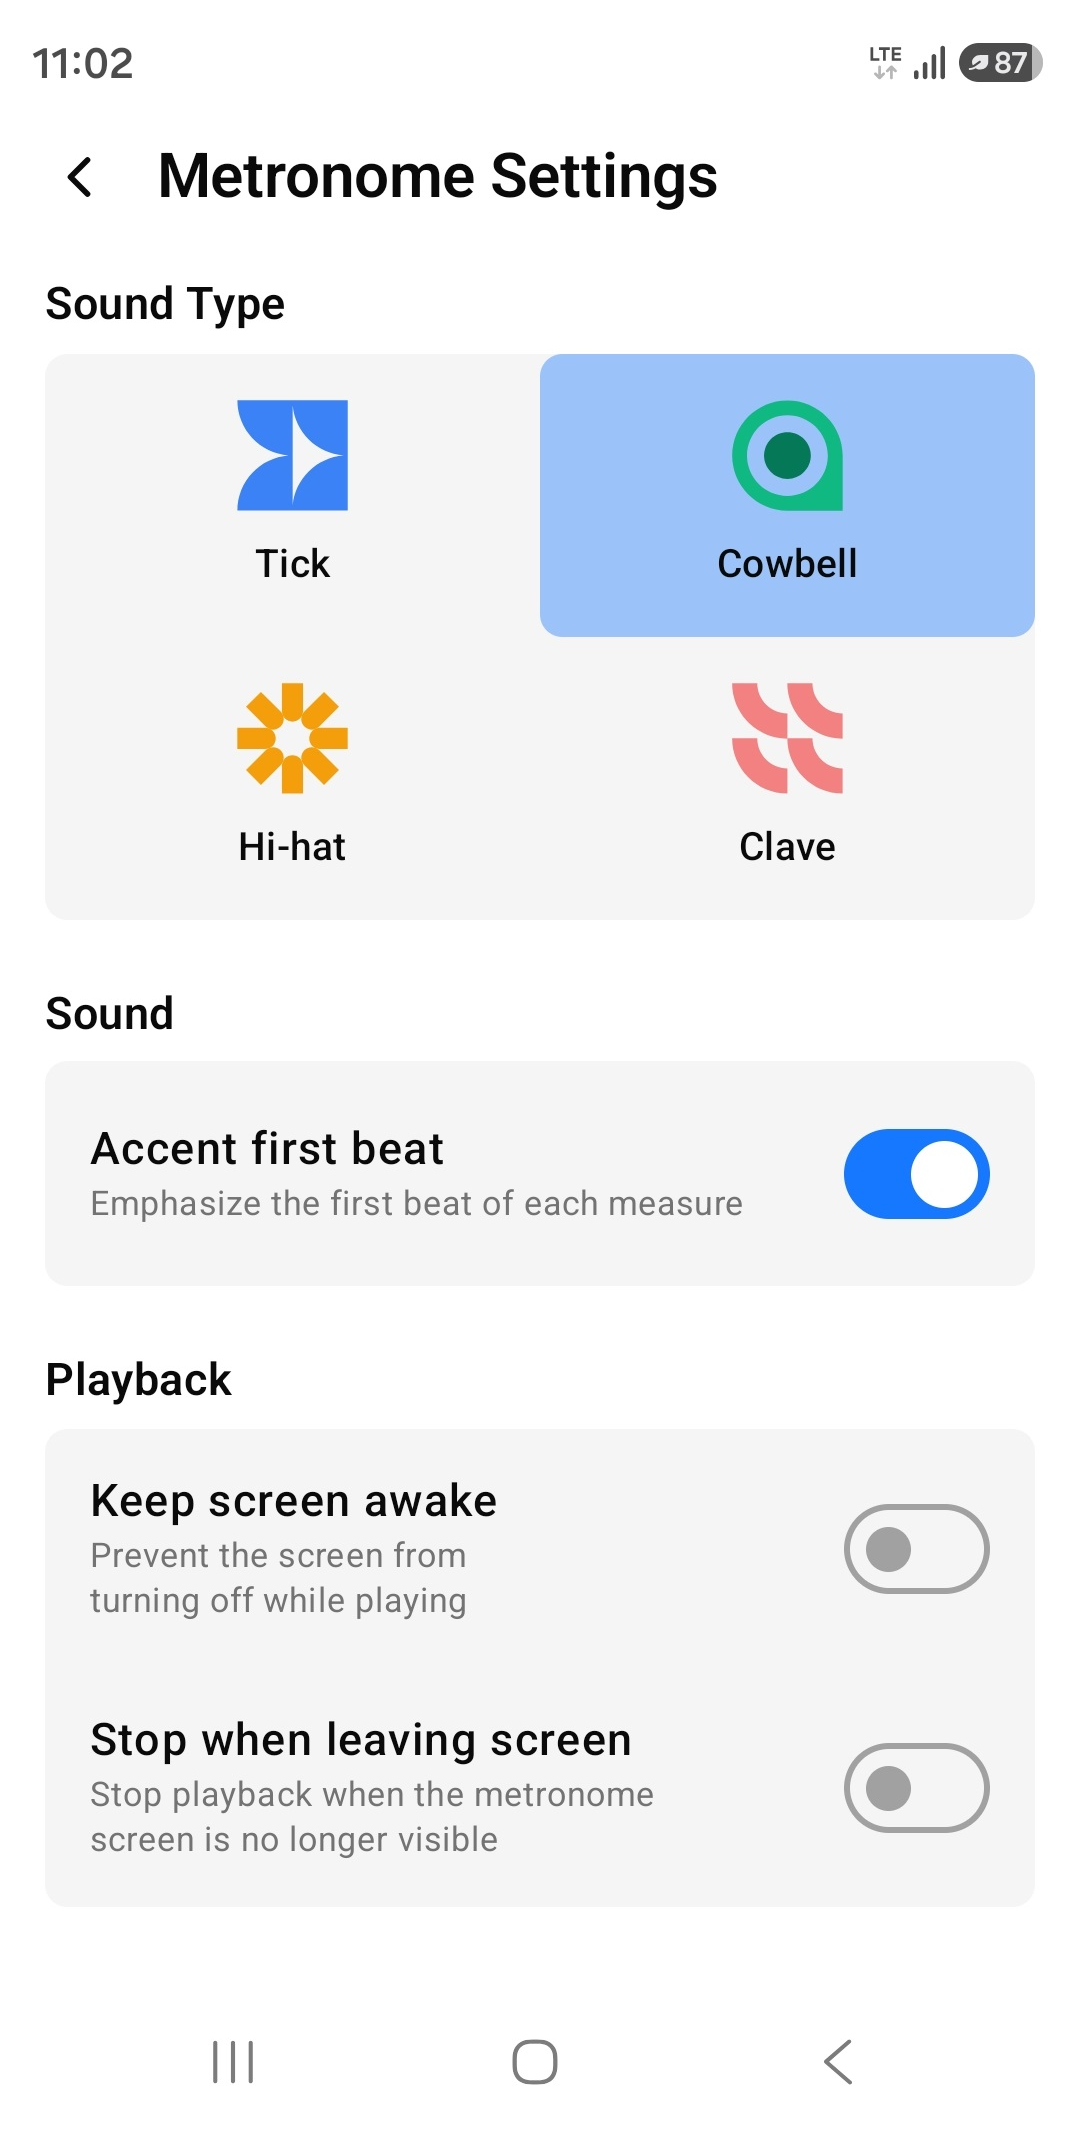 11:02
LTE
87
Metronome Settings
Sound Type
Tick
Cowbell
Hi-hat
Clave
Sound
Accent first beat
Emphasize the first beat of each measure
Playback
Keep screen awake
Prevent the screen from
turning off while playing
Stop when leaving screen
Stop playback when the metronome
screen is no longer visible